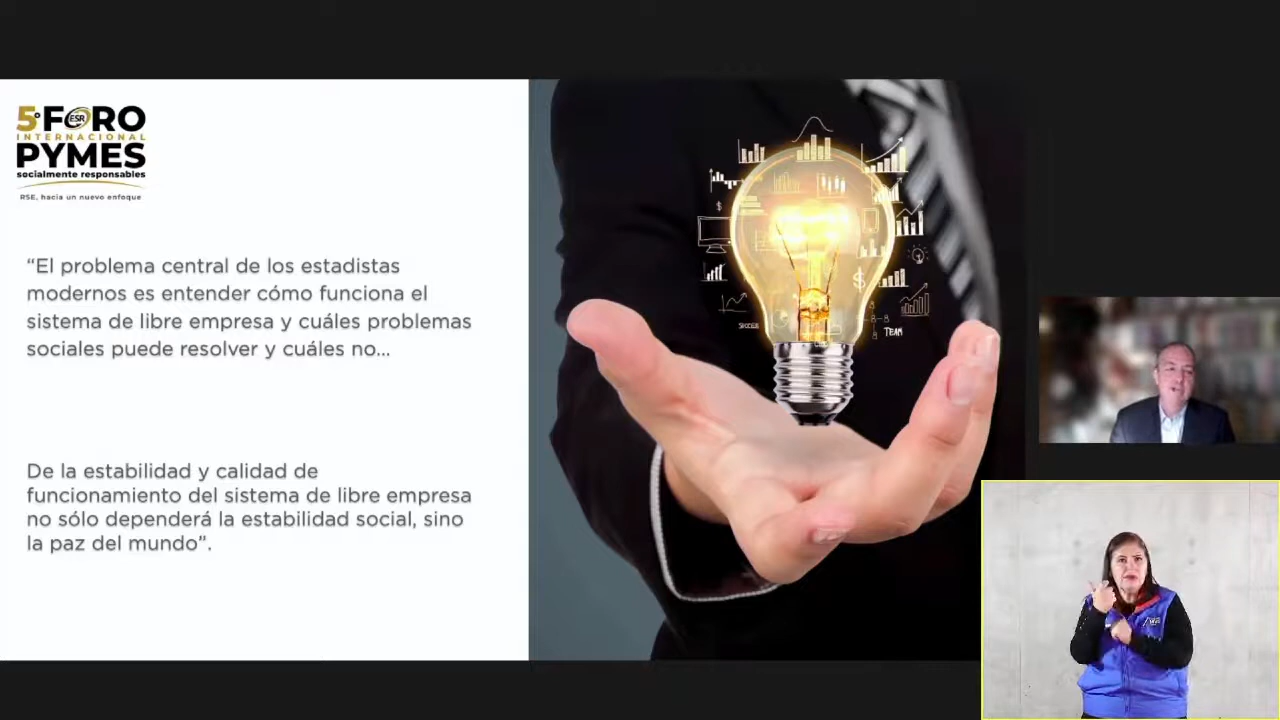 5º FORO
ESR
INTERNACIONAL
PYMES
socialmente responsables
RSE, hacia un nuevo enfoque
“El problema central de los estadistas
modernos es entender cómo funciona el
sistema de libre empresa y cuáles problemas
sociales puede resolver y cuáles no...
De la estabilidad y calidad de
funcionamiento del sistema de libre empresa
no sólo dependerá la estabilidad social, sino
la paz del mundo”.
$
$
TEAM